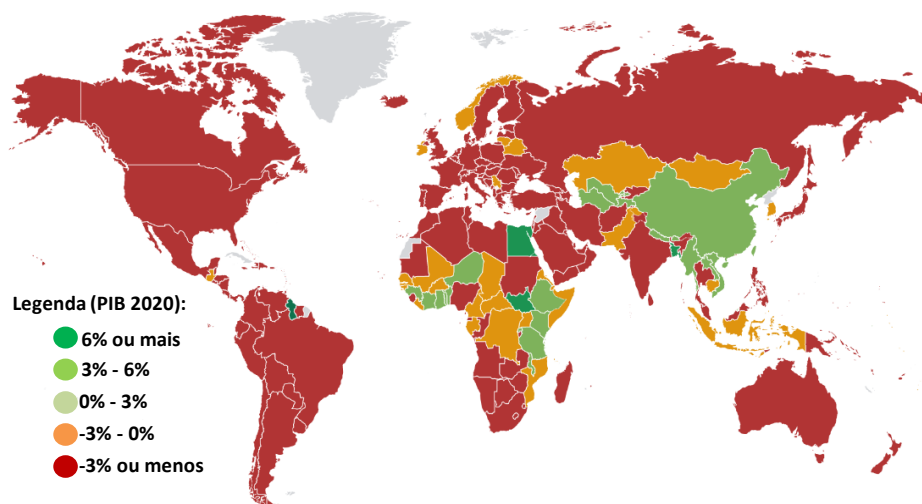 Legenda (PIB 2020):
6% ou mais
3% - 6%
0% - 3%
-3% - 0%
-3% ou menos